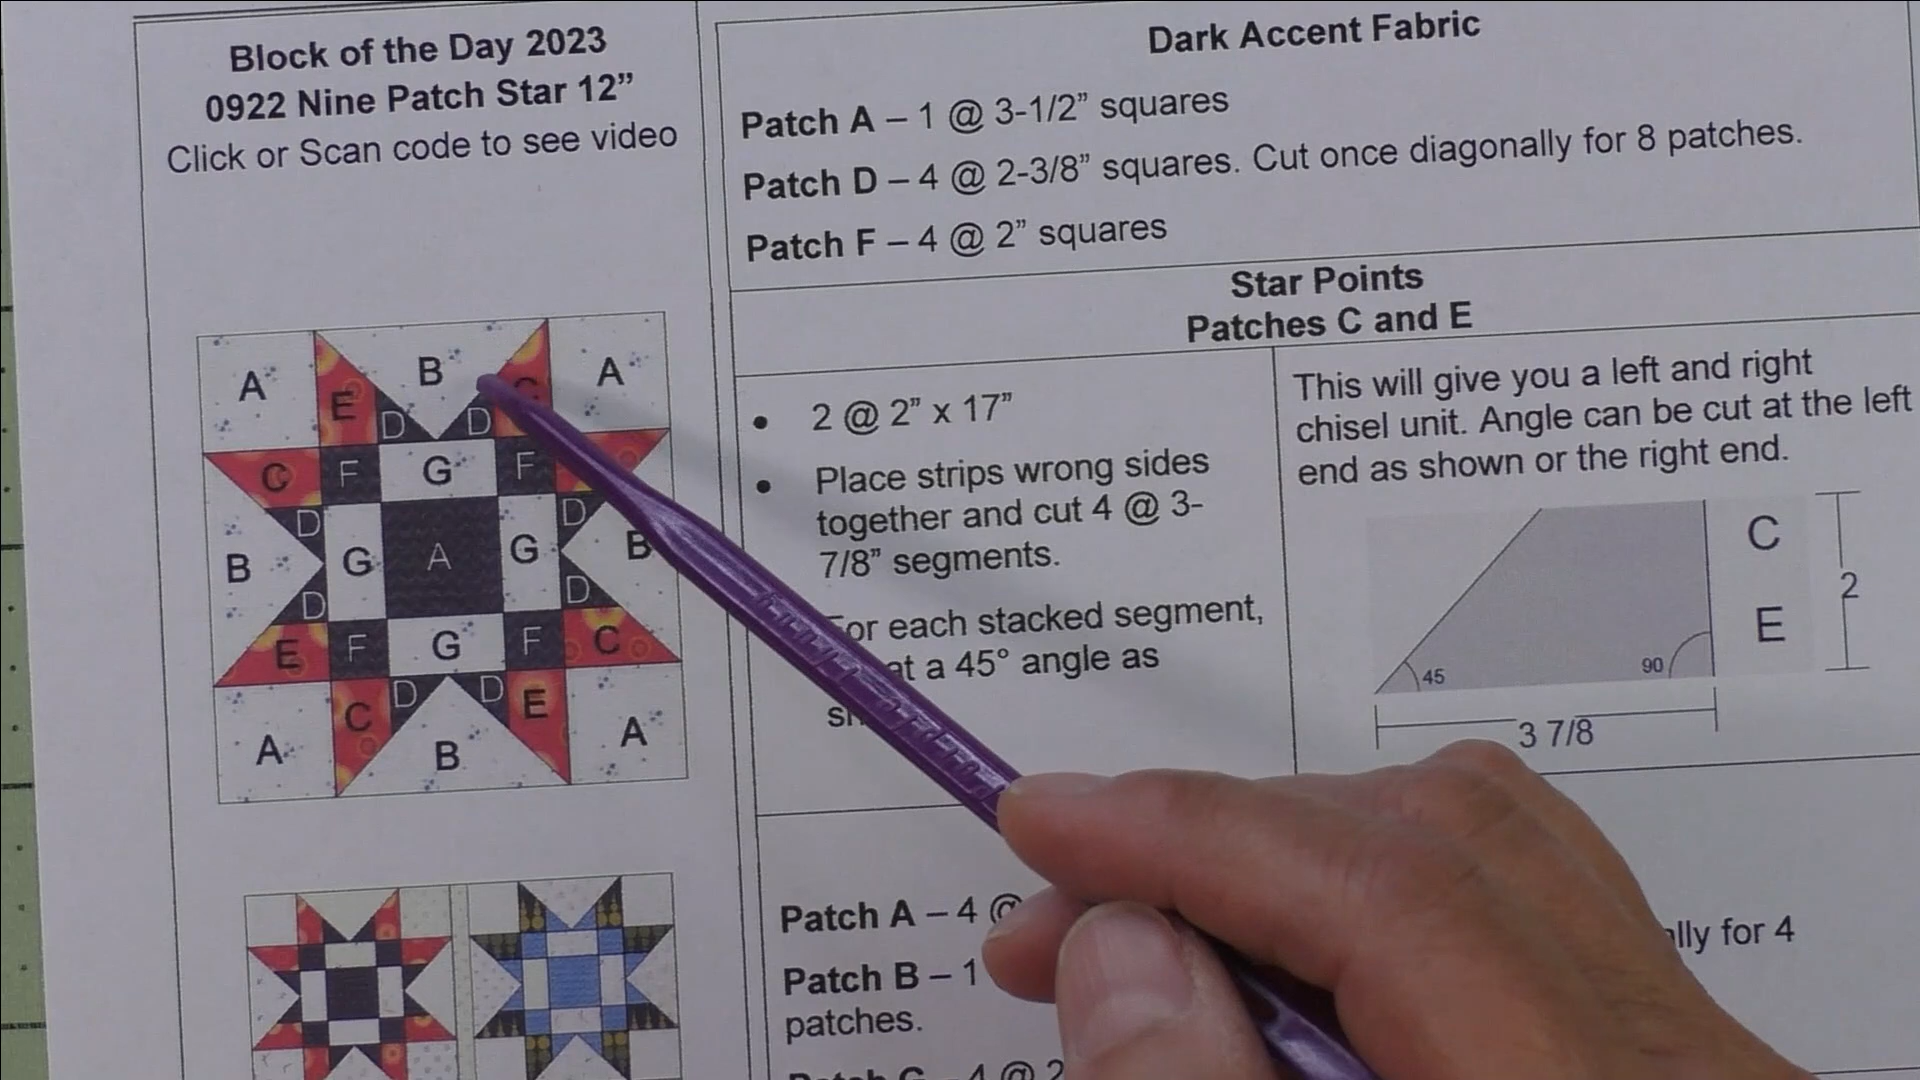 Block of the Day 2023
0922 Nine Patch Star 12”
Click or Scan code to see video
A E B C A
D D
C F G F
D D
B G A G B
D D
E F G F C
D D
A C B E A
Dark Accent Fabric
Patch A – 1 @ 3-1/2” squares
Patch D – 4 @ 2-3/8” squares. Cut once diagonally for 8 patches.
Patch F – 4 @ 2” squares
Star Points
Patches C and E
• 2 @ 2” x 17”
• Place strips wrong sides
together and cut 4 @ 3-
7/8” segments.
For each stacked segment,
at a 45° angle as
This will give you a left and right
chisel unit. Angle can be cut at the left
end as shown or the right end.
C
E
2
45
90
3 7/8
Patch A – 4 @
for 4
Patch B – 1
patches.
Patch G – 4 @ 2